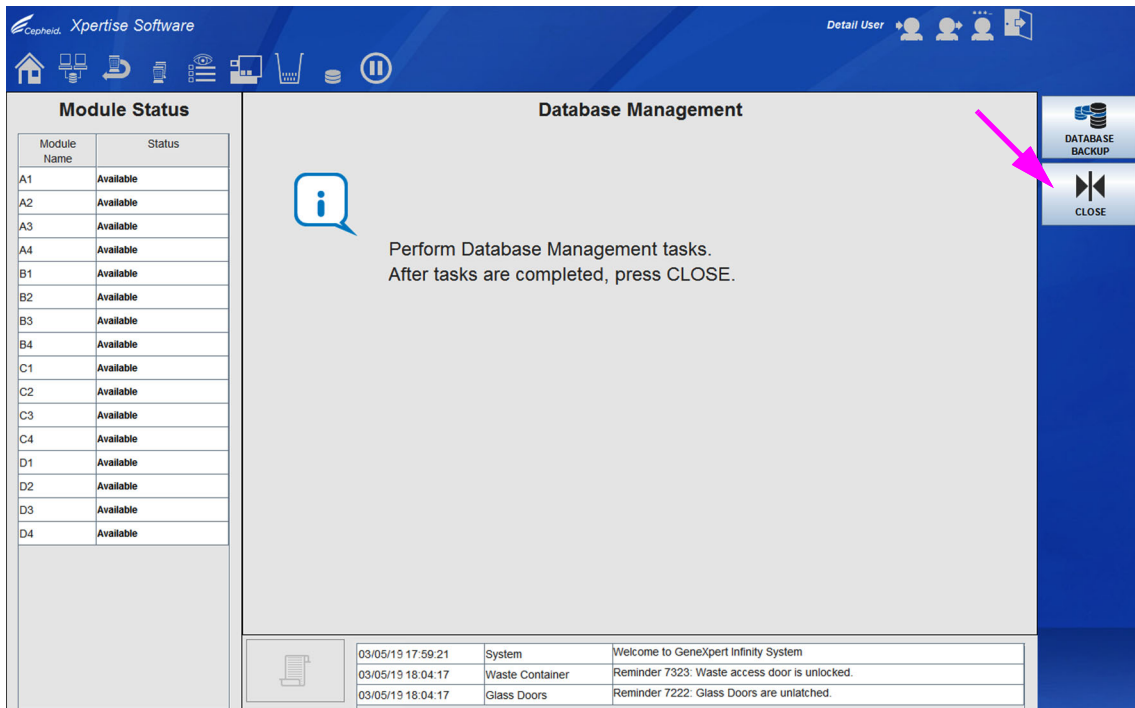 Cepheid. Xpertise Software
Detail User
Module Status
Module Name Status
A1 Available
A2 Available
A3 Available
A4 Available
B1 Available
B2 Available
B3 Available
B4 Available
C1 Available
C2 Available
C3 Available
C4 Available
D1 Available
D2 Available
D3 Available
D4 Available
Database Management
Perform Database Management tasks.
After tasks are completed, press CLOSE.
DATABASE
BACKUP
CLOSE
03/05/19 17:59:21 System Welcome to GeneXpert Infinity System
03/05/19 18:04:17 Waste Container Reminder 7323: Waste access door is unlocked.
03/05/19 18:04:17 Glass Doors Reminder 7222: Glass Doors are unlatched.